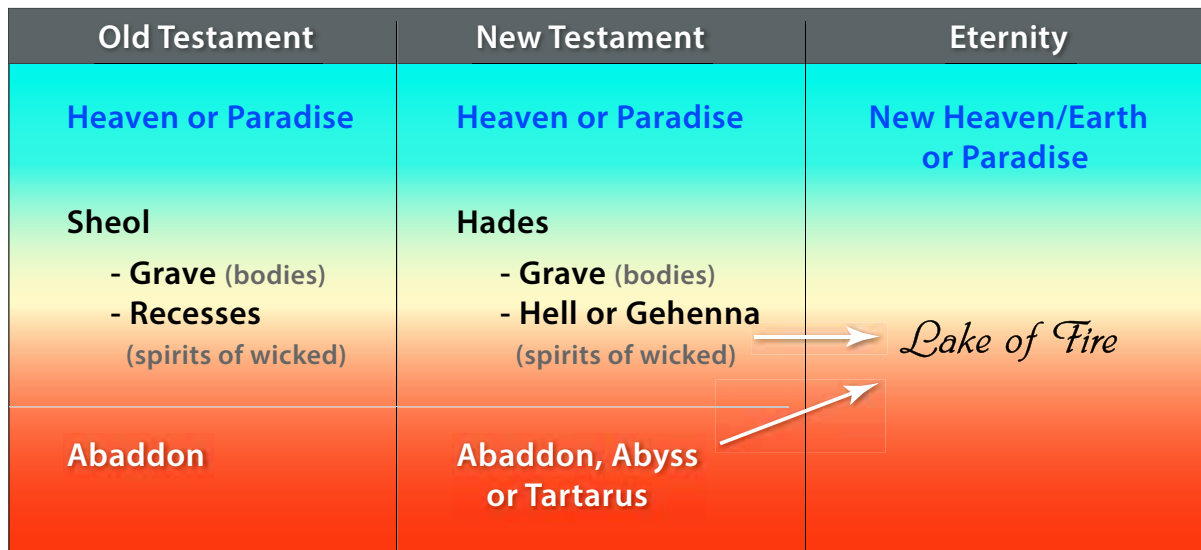 Old Testament
New Testament
Eternity
Heaven or Paradise
Heaven or Paradise
New Heaven/Earth
or Paradise
Sheol
- Grave (bodies)
- Recesses
(spirits of wicked)
Hades
- Grave (bodies)
- Hell or Gehenna
(spirits of wicked)
Lake of Fire
Abaddon
Abaddon, Abyss
or Tartarus